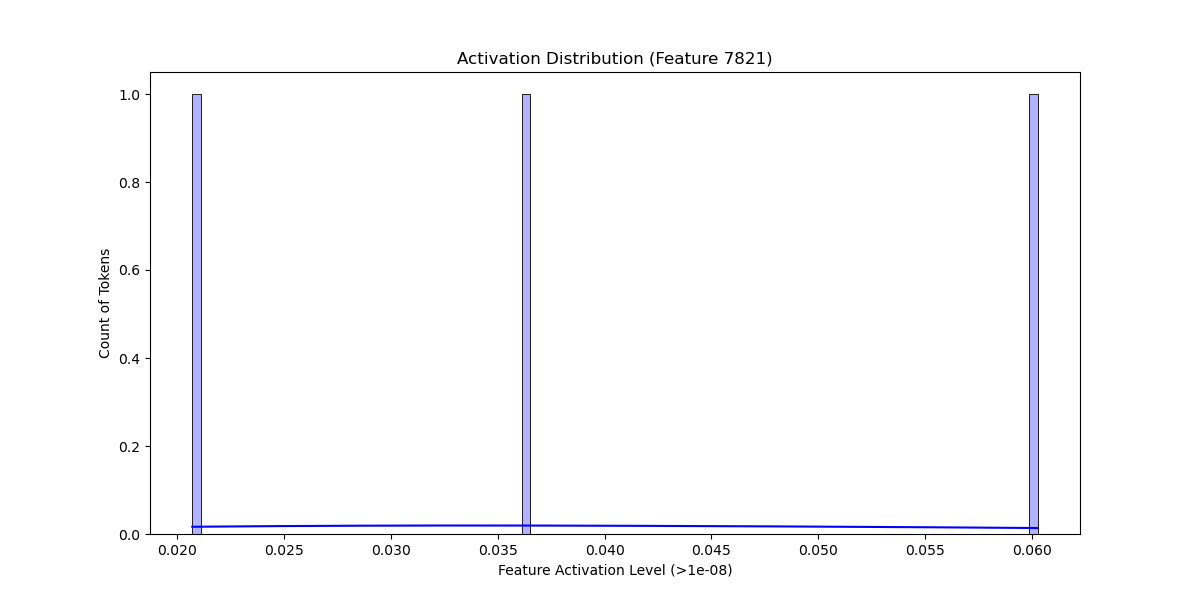 Activation Distribution (Feature 7821)
1.0
0.8
0.6
0.4
0.2
0.0
Count of Tokens
0.020 0.025 0.030 0.035 0.040 0.045 0.050 0.055 0.060
Feature Activation Level (>1e-08)